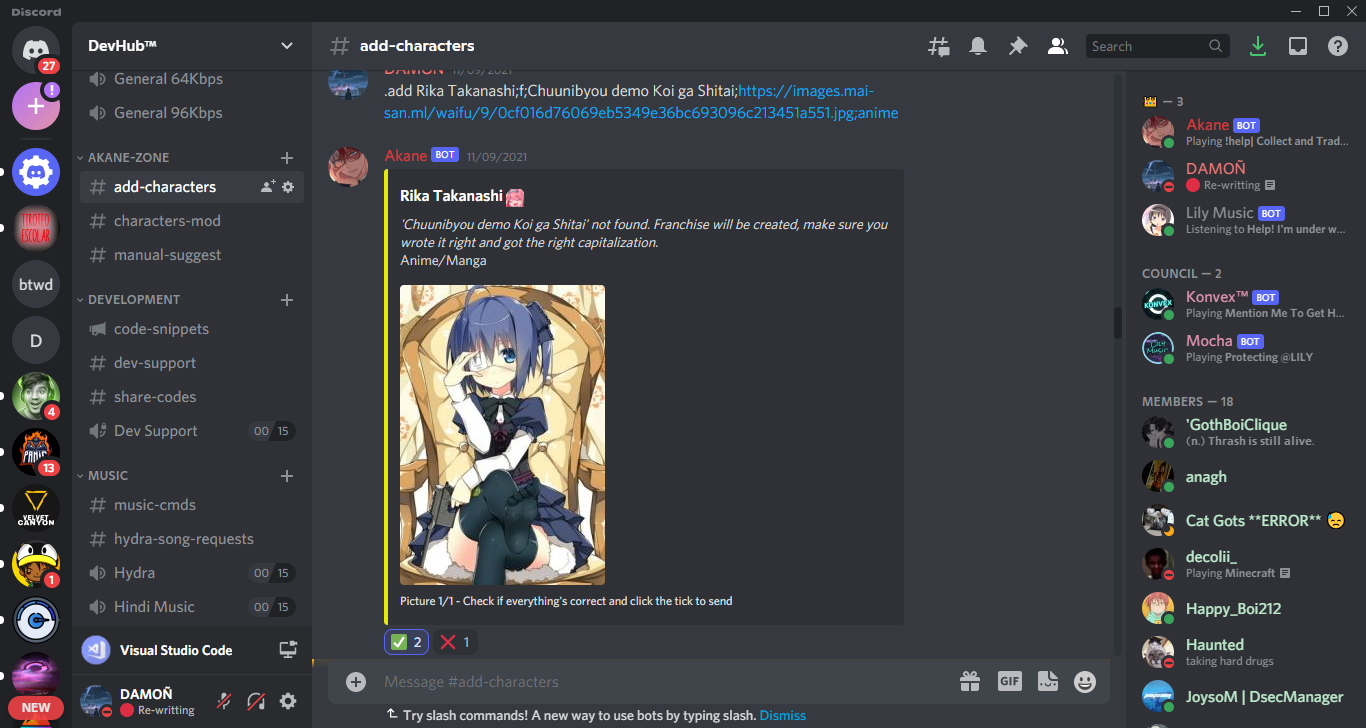 Discord
27
!
TIROTEO
ESCOLAR
btwd
D
4
PANIC
13
VELVET
CANYON
1
NEW
DevHub™
General 64Kbps
General 96Kbps
AKANE-ZONE
add-characters
characters-mod
manual-suggest
DEVELOPMENT
code-snippets
dev-support
share-codes
Dev Support 00 15
MUSIC
music-cmds
hydra-song-requests
Hydra 00 15
Hindi Music 00 15
Visual Studio Code
DAMOÑ
Re-writting
# add-characters
Search
DAMOÑ 11/09/2021
.add Rika Takanashi;f;Chuunibyou demo Koi ga Shitai;https://images.mai-
san.ml/waifu/9/0cf016d76069eb5349e36bc693096c213451a551.jpg;anime
Akane BOT 11/09/2021
Rika Takanashi
'Chuunibyou demo Koi ga Shitai' not found. Franchise will be created, make sure you
wrote it right and got the right capitalization.
Anime/Manga
Picture 1/1 - Check if everything's correct and click the tick to send
2 1
Message #add-characters
GIF
Try slash commands! A new way to use bots by typing slash. Dismiss
— 3
Akane BOT
Playing !help| Collect and Trad...
DAMOÑ
Re-writting
Lily Music BOT
Listening to Help! I'm under w...
COUNCIL — 2
KONVEX
Konvex™ BOT
Playing Mention Me To Get H...
LILY
MUSIC
Mocha BOT
Playing Protecting @LILY
MEMBERS — 18
'GothBoiClique
(n.) Thrash is still alive.
anagh
Cat Gots **ERROR**
decolii_
Playing Minecraft
Happy_Boi212
Haunted
taking hard drugs
JoysoM | DsecManager